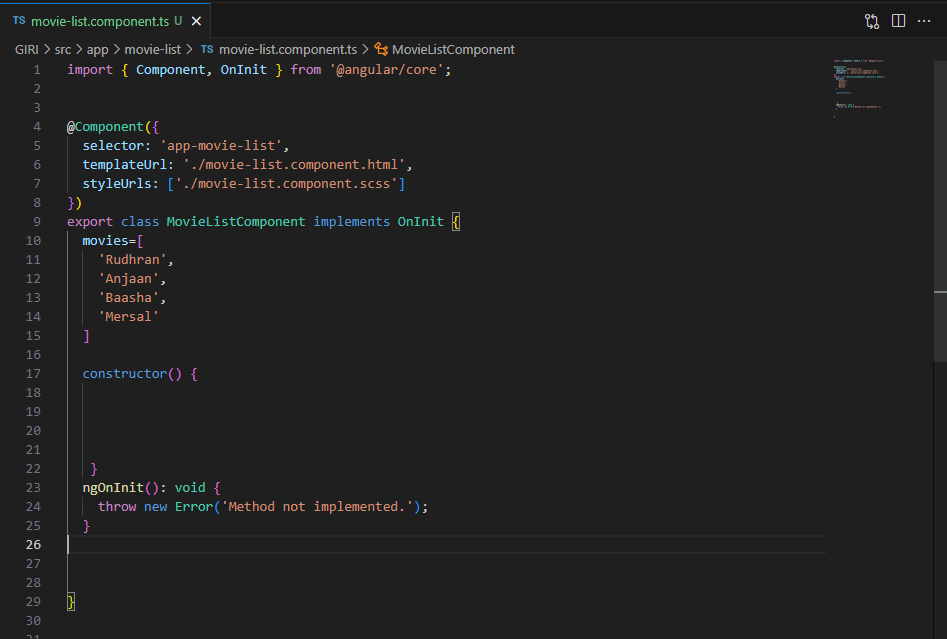 TS movie-list.component.ts U
GIRI > src > app > movie-list > TS movie-list.component.ts > MovieListComponent
1 import { Component, OnInit } from '@angular/core';
2
3
4 @Component({
5 selector: 'app-movie-list',
6 templateUrl: './movie-list.component.html',
7 styleUrls: ['./movie-list.component.scss']
8 })
9 export class MovieListComponent implements OnInit {
10 movies=[
11 'Rudhran',
12 'Anjaan',
13 'Baasha',
14 'Mersal'
15 ]
16
17 constructor() {
18
19
20
21
22 }
23 ngOnInit(): void {
24 throw new Error('Method not implemented.');
25 }
26
27
28
29 }
30
31